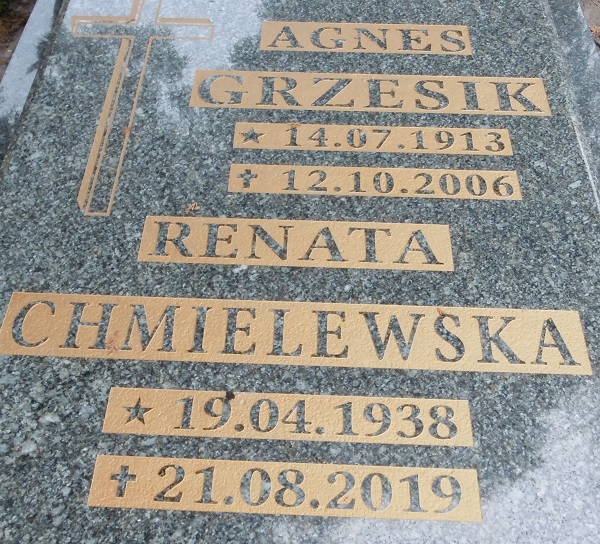 AGNES
GRZESIK
★ 14.07.1913
✝ 12.10.2006
RENATA
CHMIELEWSKA
★ 19.04.1938
✝ 21.08.2019